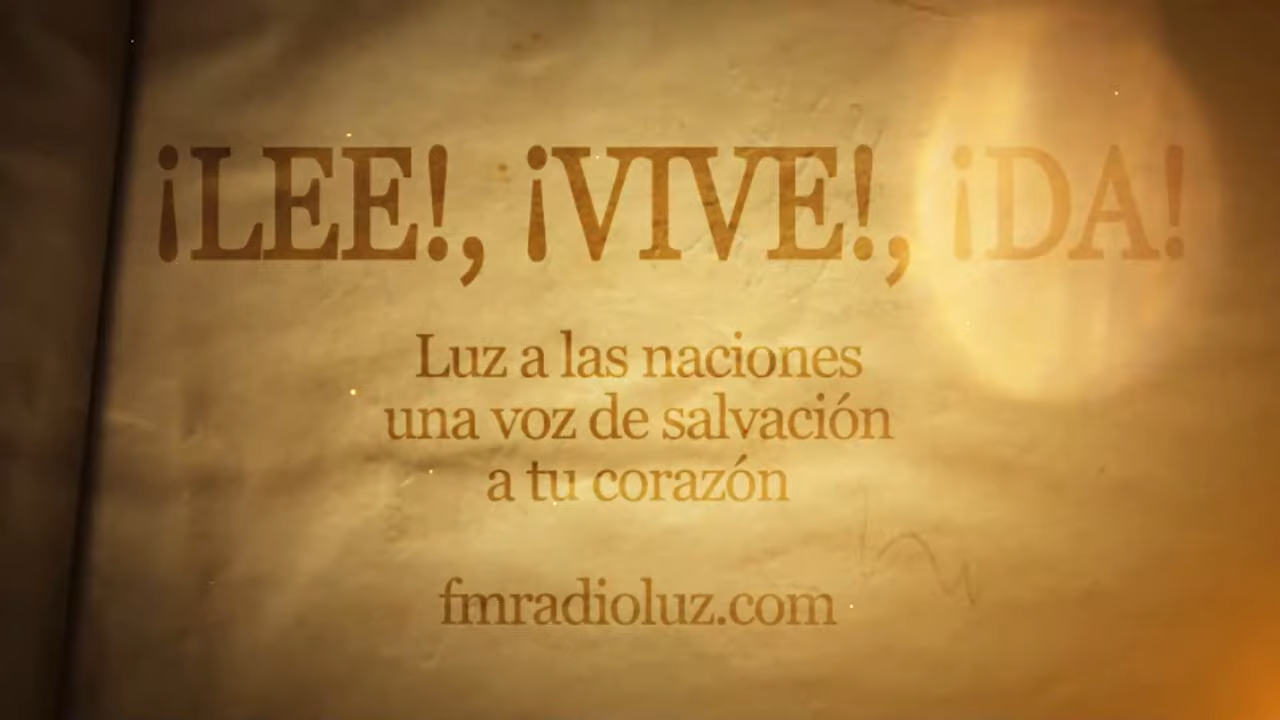 ¡LEE!, ¡VIVE!, ¡DA!
Luz a las naciones
una voz de salvación
a tu corazón
fmradioluz.com